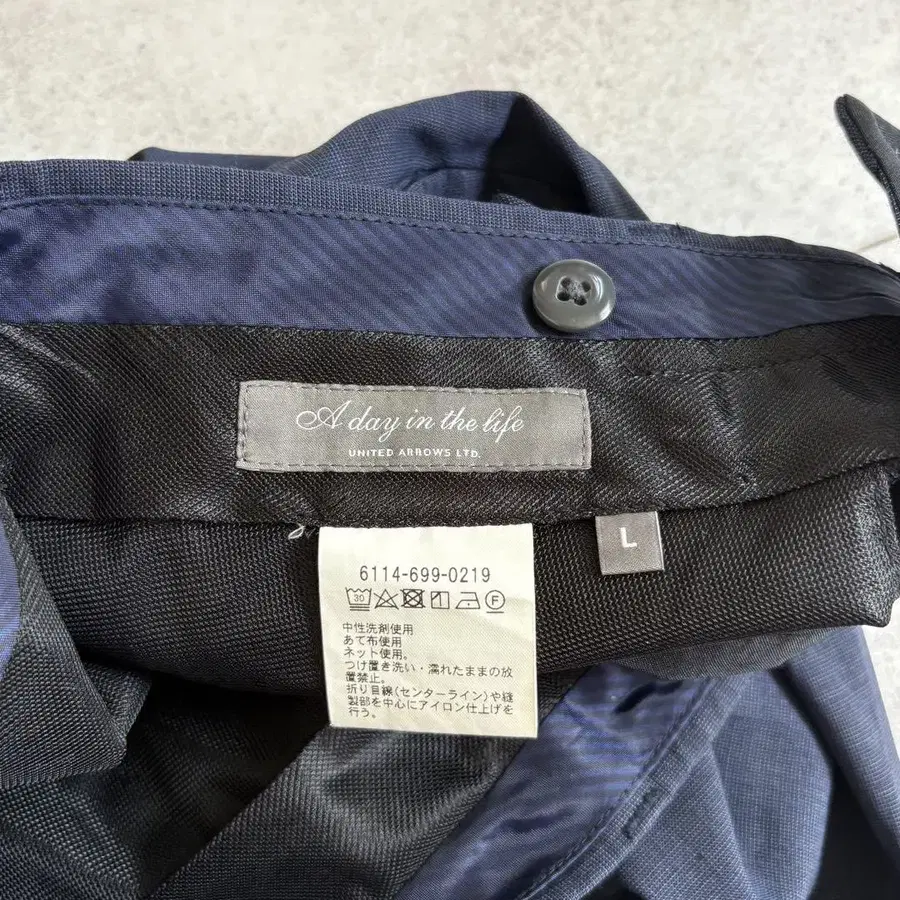 A day in the life
UNITED ARROWS LTD.
L
6114-699-0219
30 F
中性洗剤使用
あて布使用
ネット使用。
つけ置き洗い・濡れたままの放
置禁止。
折り目線(センターライン)や縫
製部を中心にアイロン仕上げを
行う。